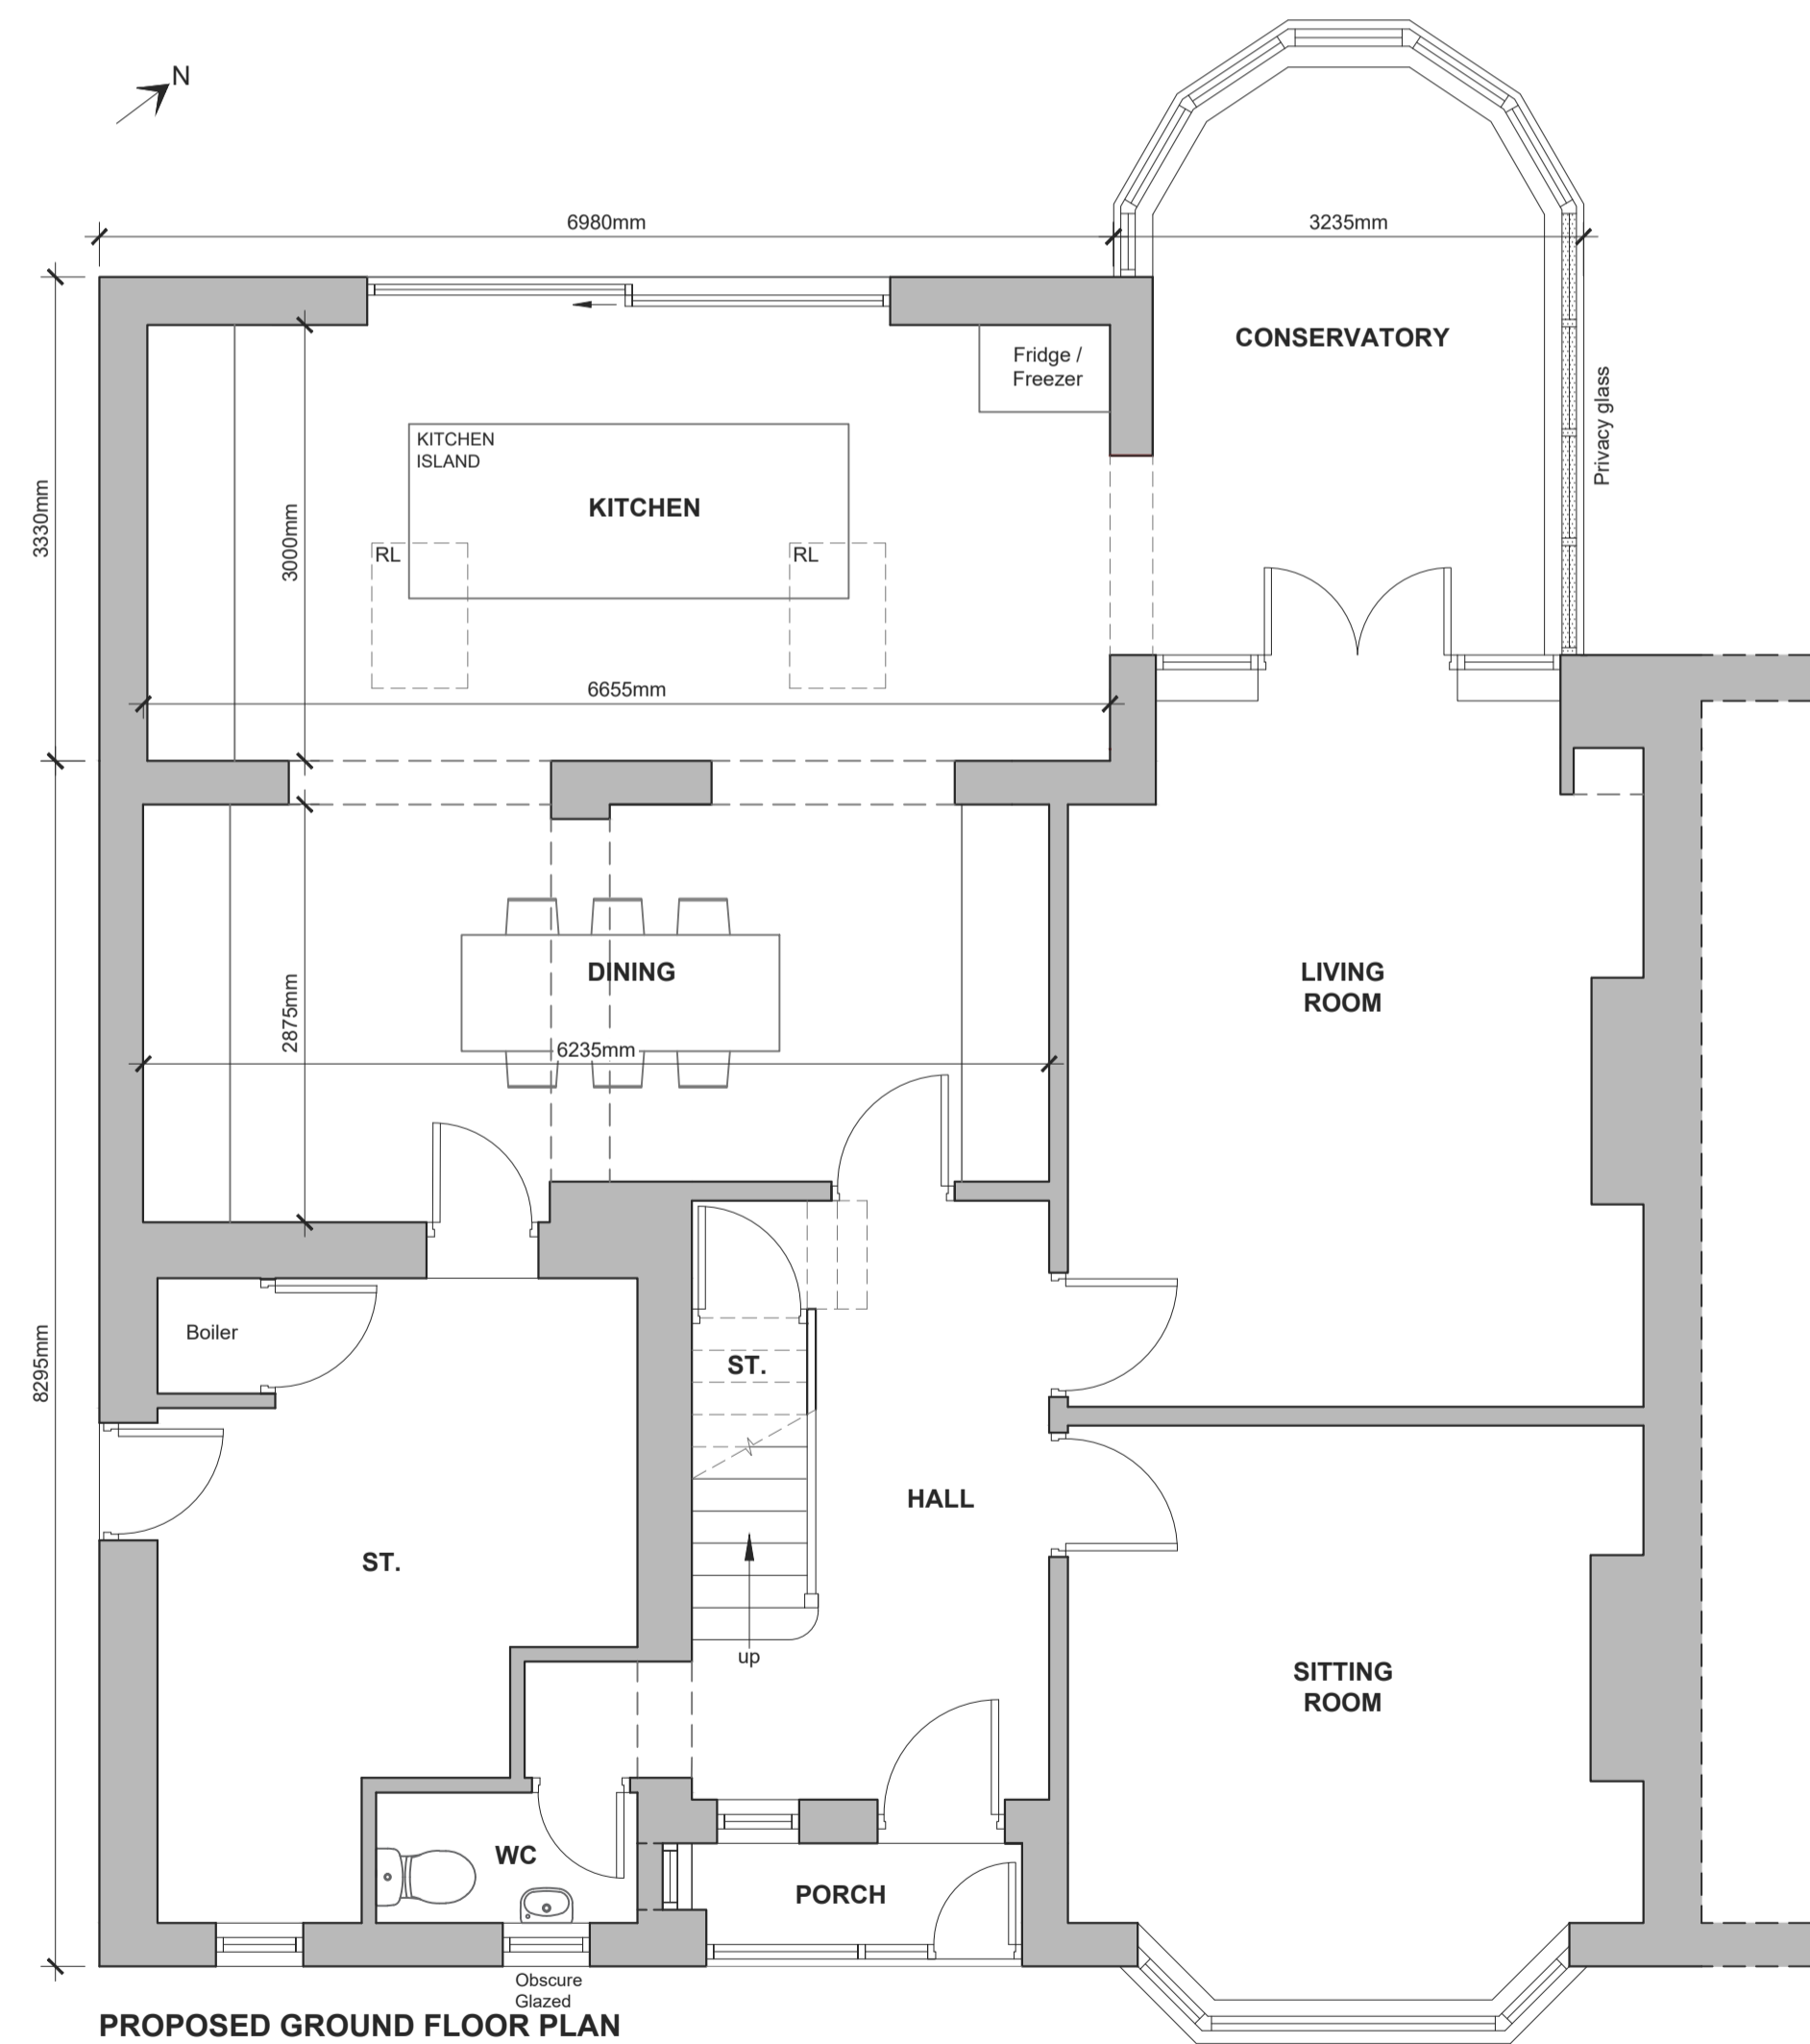 N
6980mm
3235mm
CONSERVATORY
Fridge /
Freezer
Privacy glass
KITCHEN
ISLAND
KITCHEN
3330mm
3000mm
RL
RL
6655mm
DINING
LIVING
ROOM
2875mm
6235mm
Boiler
ST.
8295mm
HALL
ST.
up
SITTING
ROOM
WC
PORCH
Obscure
Glazed
PROPOSED GROUND FLOOR PLAN